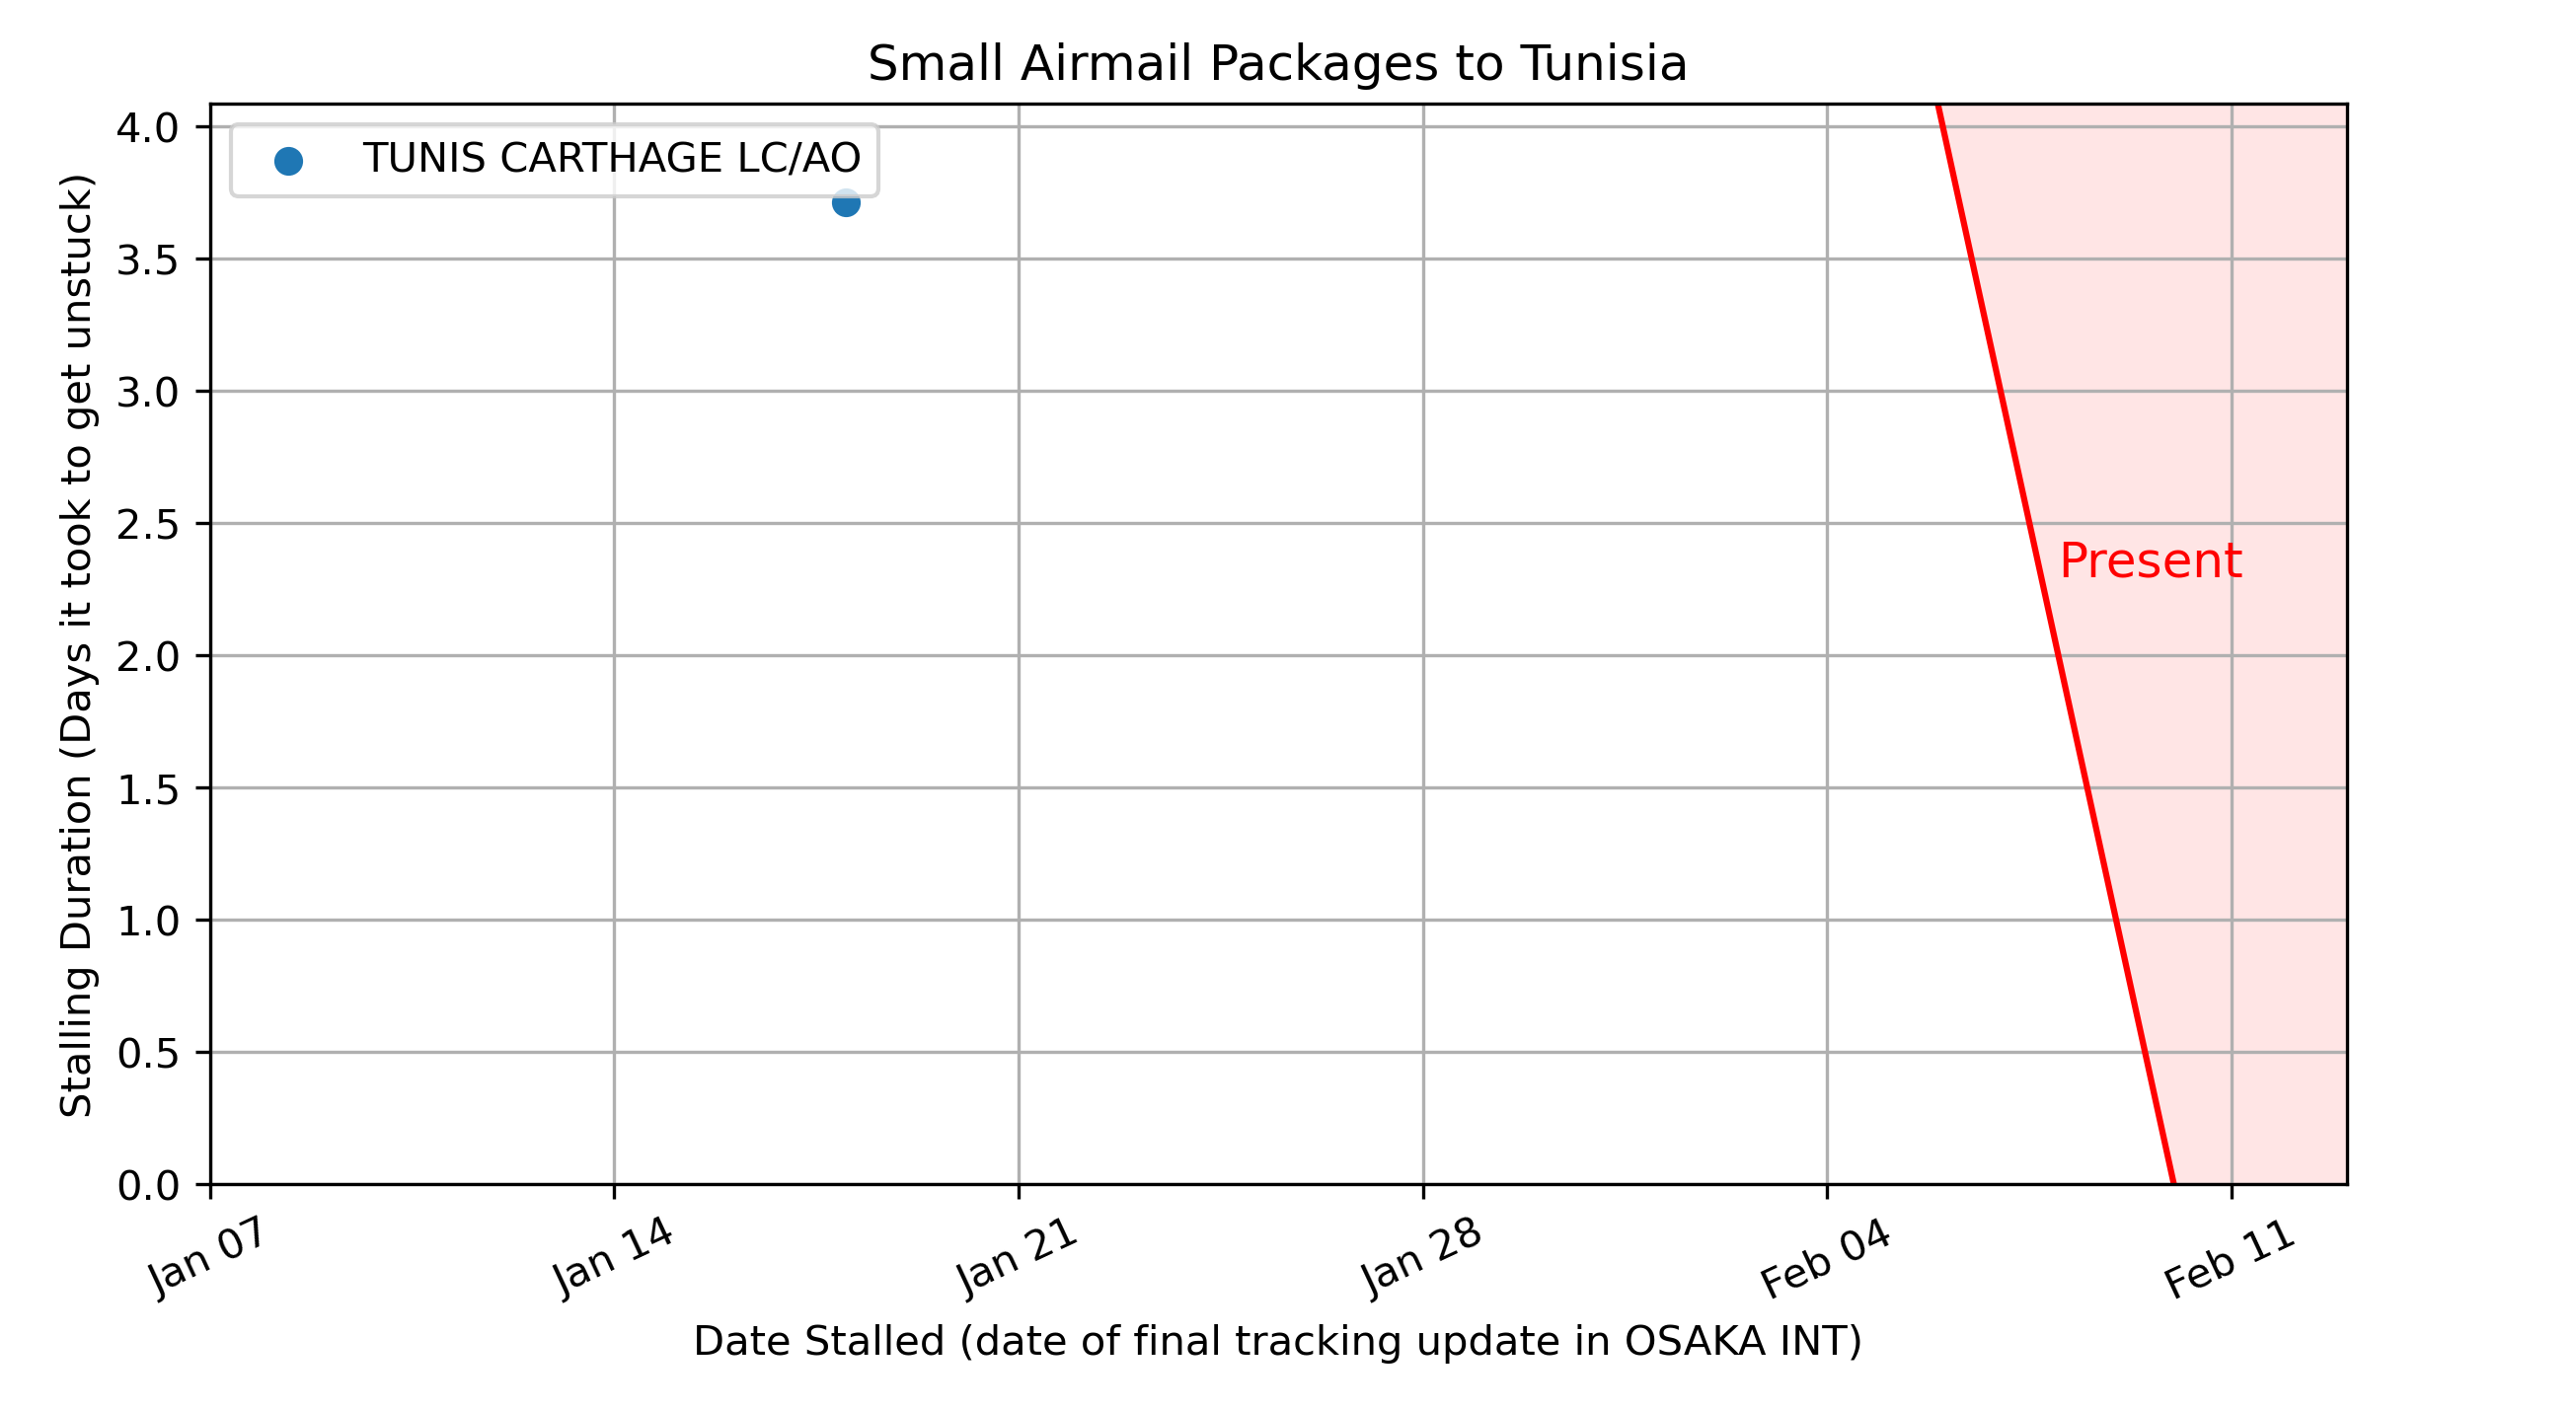 Small Airmail Packages to Tunisia
TUNIS CARTHAGE LC/AO
Stalling Duration (Days it took to get unstuck)
4.0
3.5
3.0
2.5
2.0
1.5
1.0
0.5
0.0
Present
Jan 07
Jan 14
Jan 21
Jan 28
Feb 04
Feb 11
Date Stalled (date of final tracking update in OSAKA INT)